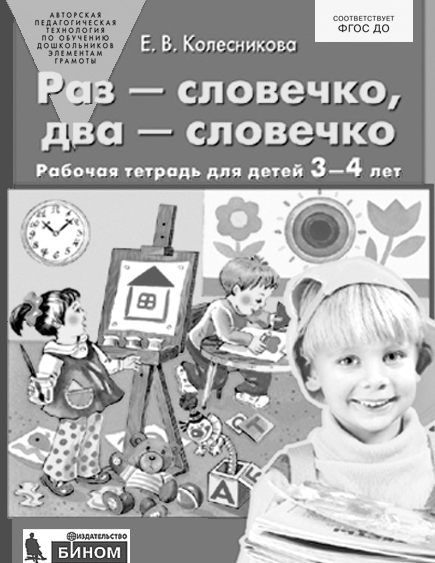 АВТОРСКАЯ
ПЕДАГОГИЧЕСКАЯ
ТЕХНОЛОГИЯ
ПО ОБУЧЕНИЮ
ДОШКОЛЬНИКОВ
ЭЛЕМЕНТАМ
ГРАМОТЫ
СООТВЕТСТВУЕТ
ФГОС ДО
Е. В. Колесникова
Раз — словечко,
два — словечко
Рабочая тетрадь для детей 3–4 лет
А
Т
ИЗДАТЕЛЬСТВО
БИНОМ